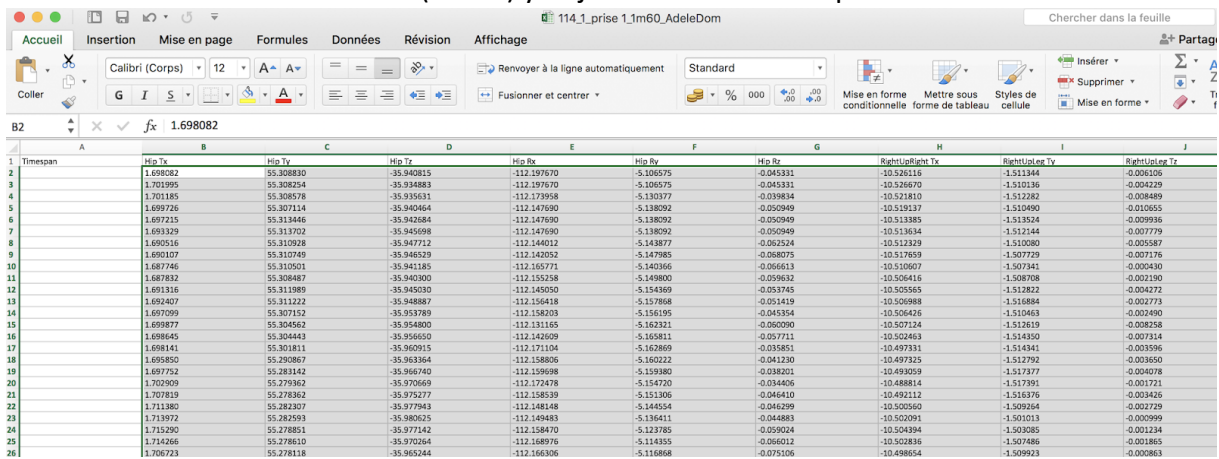 114_1_prise 1_1m60_AdeleDom
Chercher dans la feuille
Accueil Insertion Mise en page Formules Données Révision Affichage Partage
Coller Calibri (Corps) 12 A A Renvoyer à la ligne automatiquement Standard Insérer
Supprimer
G I S A Fusionner et centrer % 000 Mise en forme conditionnelle Mettre sous forme de tableau Styles de cellule Mise en forme
B2 fx 1.698082
A B C D E F G H I J
1 Timespan Hip Tx Hip Ty Hip Tz Hip Rx Hip Ry Hip Rz RightUpRight Tx RightUpLeg Ty RightUpLeg Tz
2 1.698082 55.308830 -35.940815 -112.197670 -5.106575 -0.045331 -10.526116 -1.511344 -0.006106
3 1.701995 55.308254 -35.934883 -112.197670 -5.106575 -0.045331 -10.526670 -1.510136 -0.004229
4 1.701185 55.308578 -35.935631 -112.173958 -5.130377 -0.039834 -10.521810 -1.512282 -0.008489
5 1.699726 55.307114 -35.940464 -112.147690 -5.138092 -0.050949 -10.519137 -1.510490 -0.010655
6 1.697215 55.313446 -35.942684 -112.147690 -5.138092 -0.050949 -10.513385 -1.513524 -0.009936
7 1.693329 55.313702 -35.945698 -112.147690 -5.138092 -0.050949 -10.513634 -1.512144 -0.007779
8 1.690516 55.310928 -35.947712 -112.144012 -5.143877 -0.062524 -10.512329 -1.510080 -0.005587
9 1.690107 55.310749 -35.946529 -112.142052 -5.147985 -0.068075 -10.517659 -1.507729 -0.007176
10 1.687746 55.310501 -35.941185 -112.165771 -5.140366 -0.066613 -10.510607 -1.507341 -0.000430
11 1.687832 55.308487 -35.940300 -112.155258 -5.149800 -0.059632 -10.506416 -1.508708 -0.002190
12 1.691316 55.311989 -35.945030 -112.145050 -5.154369 -0.053745 -10.505565 -1.512822 -0.004272
13 1.692407 55.311222 -35.948887 -112.156418 -5.157868 -0.051419 -10.506988 -1.516884 -0.002773
14 1.697099 55.307152 -35.953789 -112.158203 -5.156195 -0.045354 -10.506426 -1.510463 -0.002490
15 1.699877 55.304562 -35.954800 -112.131165 -5.162321 -0.060090 -10.507124 -1.512619 -0.008258
16 1.698645 55.304443 -35.956650 -112.142609 -5.165811 -0.057711 -10.502463 -1.514350 -0.007314
17 1.698141 55.301811 -35.960915 -112.171104 -5.162869 -0.035851 -10.497331 -1.514341 -0.003596
18 1.695850 55.290867 -35.963364 -112.158806 -5.160222 -0.041230 -10.497325 -1.512792 -0.003650
19 1.697752 55.283142 -35.966740 -112.159698 -5.159380 -0.038201 -10.493059 -1.517377 -0.004078
20 1.702909 55.279362 -35.970669 -112.172478 -5.154720 -0.034406 -10.488814 -1.517391 -0.001721
21 1.707819 55.278362 -35.975277 -112.158539 -5.151306 -0.046410 -10.492112 -1.516376 -0.003426
22 1.711380 55.282307 -35.977943 -112.148148 -5.144554 -0.046299 -10.500560 -1.509264 -0.002729
23 1.713972 55.282593 -35.980625 -112.149483 -5.136411 -0.044883 -10.502091 -1.501013 -0.000999
24 1.715290 55.278851 -35.977142 -112.158470 -5.123785 -0.059024 -10.504394 -1.503085 -0.001234
25 1.714266 55.278610 -35.970264 -112.168976 -5.114355 -0.066012 -10.502836 -1.507486 -0.001865
26 1.706723 55.278118 -35.965244 -112.166306 -5.116868 -0.075106 -10.498654 -1.509923 -0.000863